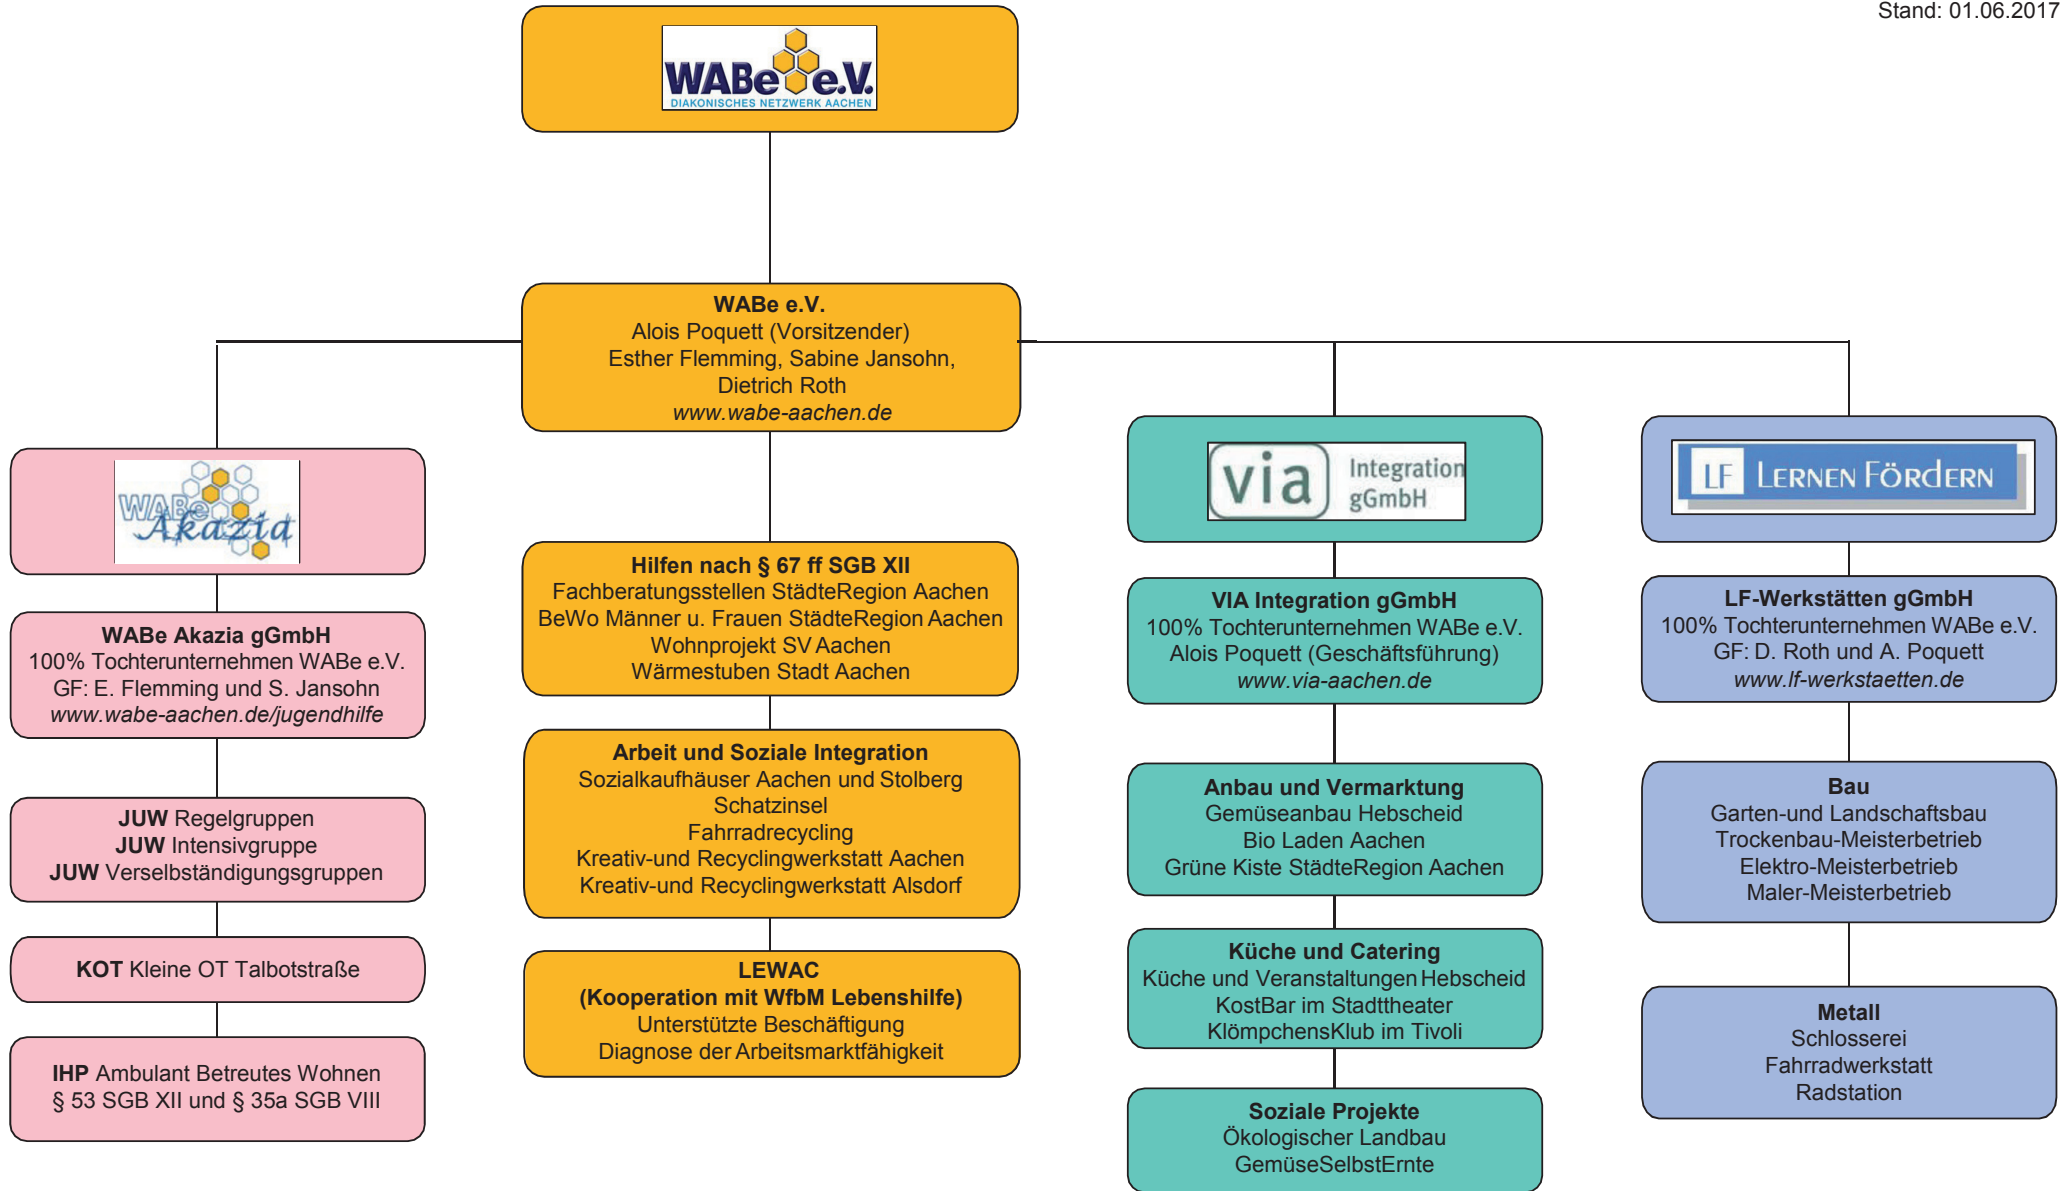 Stand: 01.06.2017
WABe e.V.
DIAKONISCHES NETZWERK AACHEN
WABe e.V.
Alois Poquett (Vorsitzender)
Esther Flemming, Sabine Jansohn,
Dietrich Roth
www.wabe-aachen.de
WABe
Akazia
WABe Akazia gGmbH
100% Tochterunternehmen WABe e.V.
GF: E. Flemming und S. Jansohn
www.wabe-aachen.de/jugendhilfe
JUW Regelgruppen
JUW Intensivgruppe
JUW Verselbständigungsgruppen
KOT Kleine OT Talbotstraße
IHP Ambulant Betreutes Wohnen
§ 53 SGB XII und § 35a SGB VIII
Hilfen nach § 67 ff SGB XII
Fachberatungsstellen StädteRegion Aachen
BeWo Männer u. Frauen StädteRegion Aachen
Wohnprojekt SV Aachen
Wärmestuben Stadt Aachen
Arbeit und Soziale Integration
Sozialkaufhäuser Aachen und Stolberg
Schatzinsel
Fahrradrecycling
Kreativ-und Recyclingwerkstatt Aachen
Kreativ-und Recyclingwerkstatt Alsdorf
LEWAC
(Kooperation mit WfbM Lebenshilfe)
Unterstützte Beschäftigung
Diagnose der Arbeitsmarktfähigkeit
via Integration
gGmbH
VIA Integration gGmbH
100% Tochterunternehmen WABe e.V.
Alois Poquett (Geschäftsführung)
www.via-aachen.de
Anbau und Vermarktung
Gemüseanbau Hebscheid
Bio Laden Aachen
Grüne Kiste StädteRegion Aachen
Küche und Catering
Küche und Veranstaltungen Hebscheid
KostBar im Stadttheater
KlömpchensKlub im Tivoli
Soziale Projekte
Ökologischer Landbau
GemüseSelbstErnte
LF LERNEN FÖRDERN
LF-Werkstätten gGmbH
100% Tochterunternehmen WABe e.V.
GF: D. Roth und A. Poquett
www.lf-werkstaetten.de
Bau
Garten-und Landschaftsbau
Trockenbau-Meisterbetrieb
Elektro-Meisterbetrieb
Maler-Meisterbetrieb
Metall
Schlosserei
Fahrradwerkstatt
Radstation